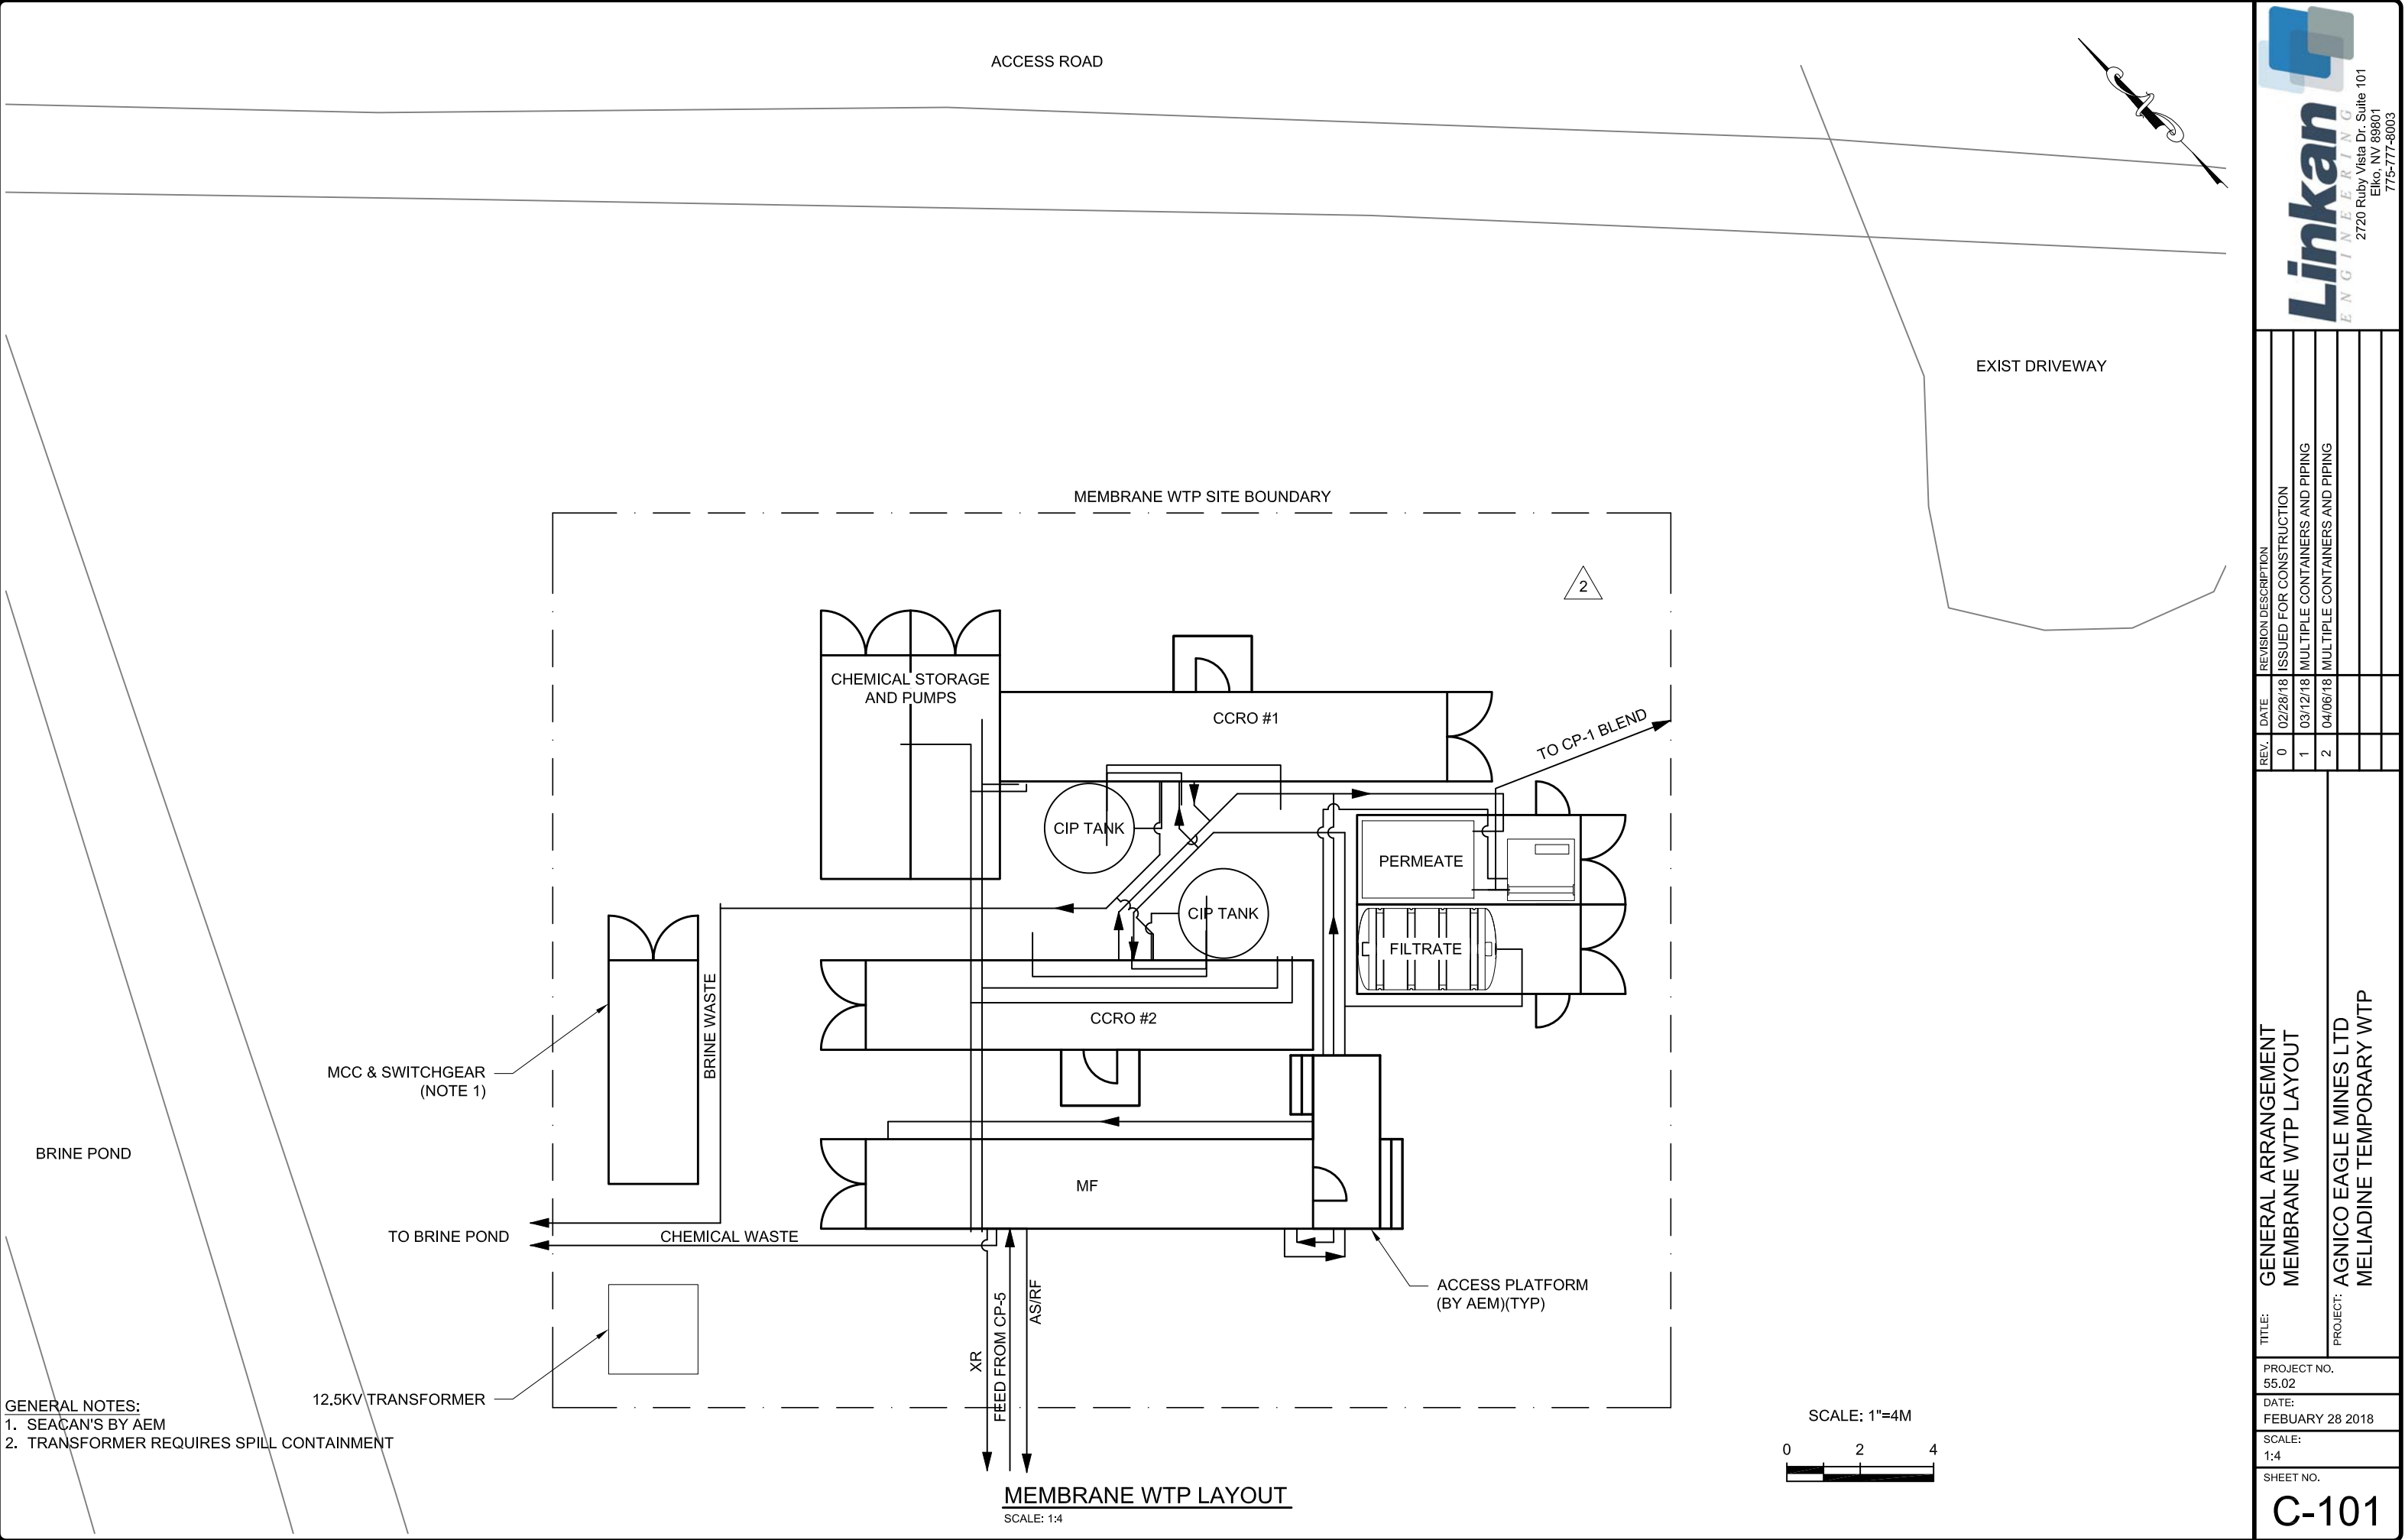 ACCESS ROAD
EXIST DRIVEWAY
MEMBRANE WTP SITE BOUNDARY
2
CHEMICAL STORAGE
AND PUMPS
CCRO #1
TO CP-1 BLEND
CIP TANK
PERMEATE
CIP TANK
FILTRATE
BRINE WASTE
CCRO #2
MCC & SWITCHGEAR
(NOTE 1)
BRINE POND
MF
TO BRINE POND
CHEMICAL WASTE
XR
FEED FROM CP-5
AS/RF
ACCESS PLATFORM
(BY AEM)(TYP)
12.5KV TRANSFORMER
GENERAL NOTES:
1. SEACAN'S BY AEM
2. TRANSFORMER REQUIRES SPILL CONTAINMENT
SCALE: 1"=4M
0 2 4
MEMBRANE WTP LAYOUT
SCALE: 1:4
Linkan
ENGINEERING
2720 Ruby Vista Dr. Suite 101
Elko, NV 89801
775-777-8003
REV. DATE REVISION DESCRIPTION
0 02/28/18 ISSUED FOR CONSTRUCTION
1 03/12/18 MULTIPLE CONTAINERS AND PIPING
2 04/06/18 MULTIPLE CONTAINERS AND PIPING
TITLE: GENERAL ARRANGEMENT
MEMBRANE WTP LAYOUT
PROJECT: AGNICO EAGLE MINES LTD
MELIADINE TEMPORARY WTP
PROJECT NO.
55.02
DATE:
FEBUARY 28 2018
SCALE:
1:4
SHEET NO.
C-101